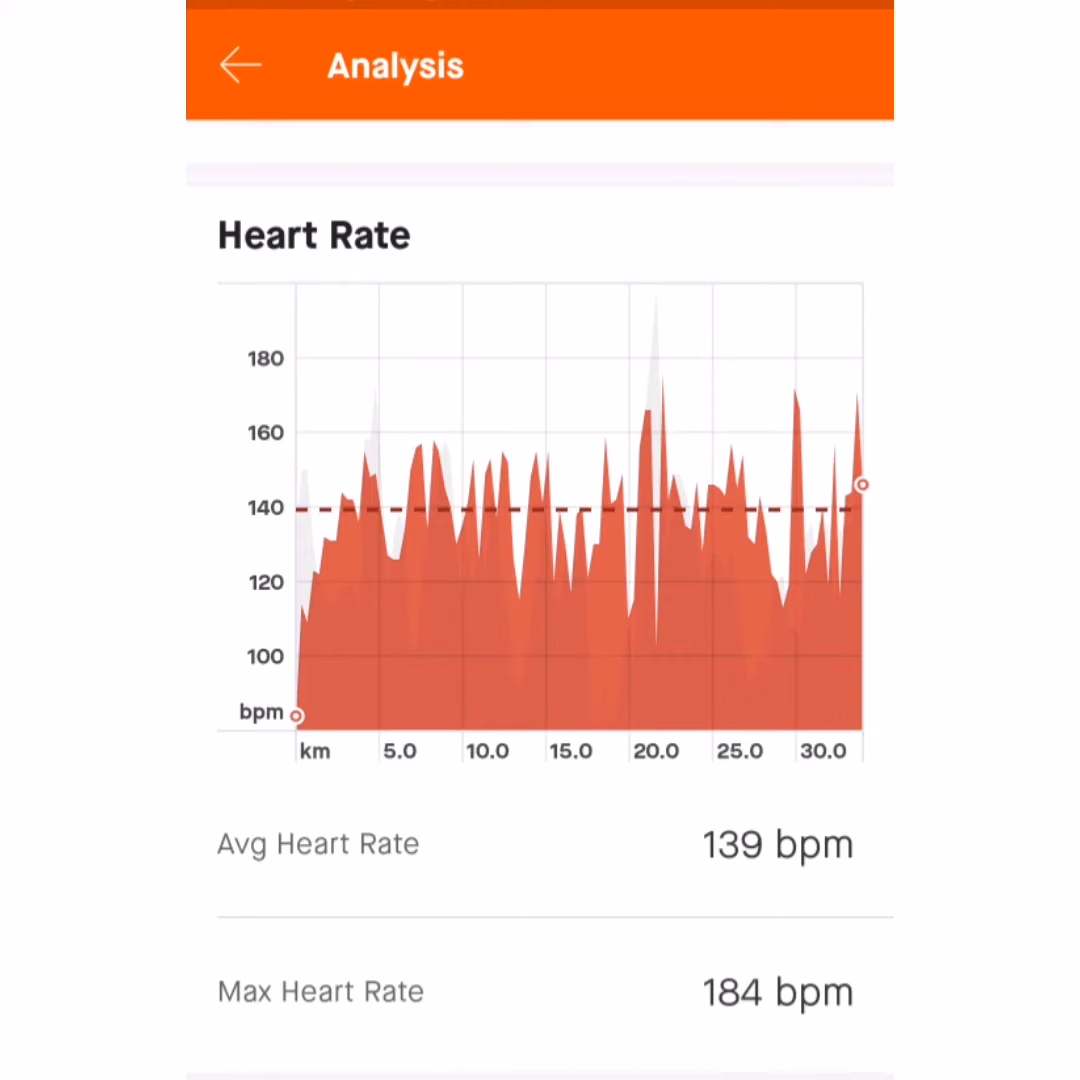 Analysis
Heart Rate
180
160
140
120
100
bpm
km 5.0 10.0 15.0 20.0 25.0 30.0
Avg Heart Rate 139 bpm
Max Heart Rate 184 bpm